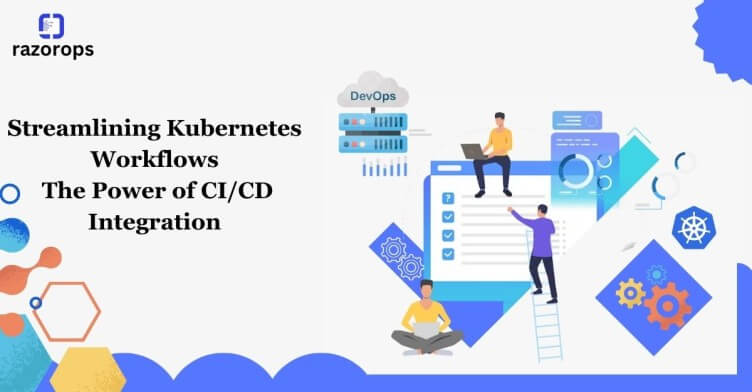 razorops
Streamlining Kubernetes
Workflows
The Power of CI/CD
Integration
DevOps
?